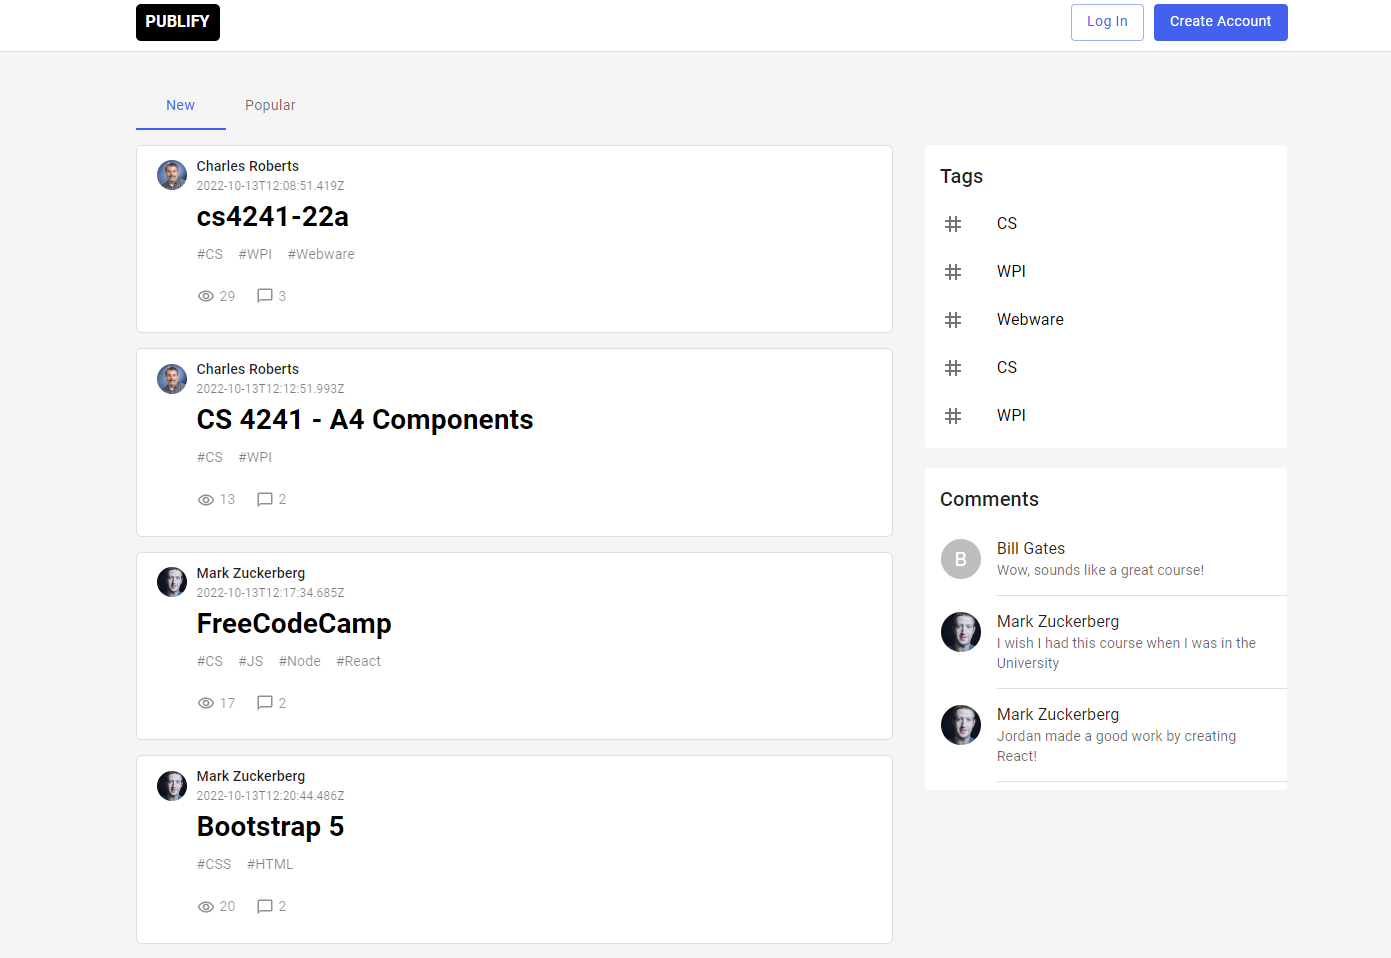 PUBLIFY
Log In
Create Account
New
Popular
Charles Roberts
2022-10-13T12:08:51.419Z
cs4241-22a
#CS #WPI #Webware
29 3
Charles Roberts
2022-10-13T12:12:51.993Z
CS 4241 - A4 Components
#CS #WPI
13 2
Mark Zuckerberg
2022-10-13T12:17:34.685Z
FreeCodeCamp
#CS #JS #Node #React
17 2
Mark Zuckerberg
2022-10-13T12:20:44.486Z
Bootstrap 5
#CSS #HTML
20 2
Tags
# CS
# WPI
# Webware
# CS
# WPI
Comments
B
Bill Gates
Wow, sounds like a great course!
Mark Zuckerberg
I wish I had this course when I was in the
University
Mark Zuckerberg
Jordan made a good work by creating
React!